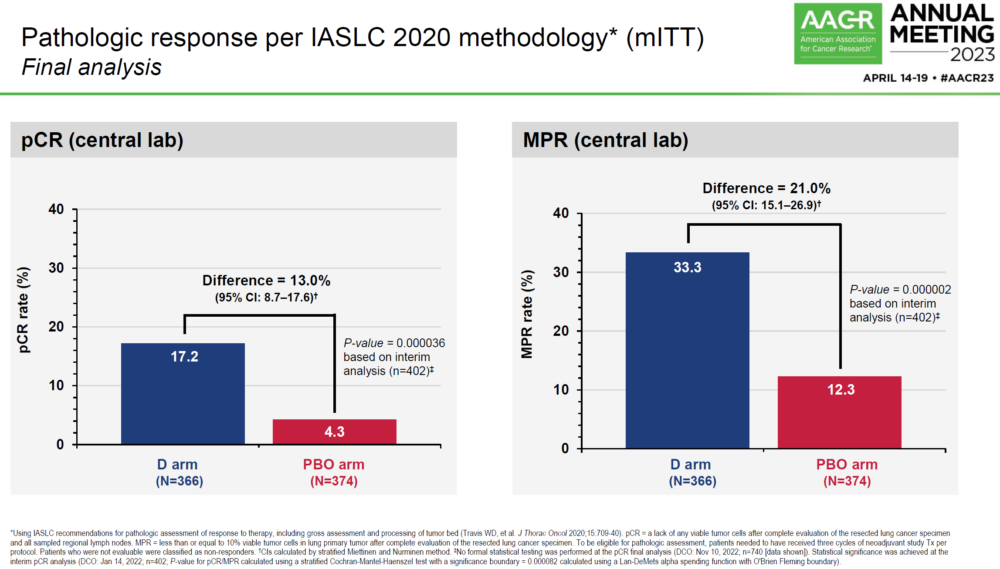 Pathologic response per IASLC 2020 methodology* (mITT)
Final analysis
AACR
American Association
for Cancer Research®
ANNUAL
MEETING
2023
APRIL 14-19 • #AACR23
pCR (central lab)
pCR rate (%)
40
30
20
10
0
Difference = 13.0%
(95% CI: 8.7–17.6)†
P-value = 0.000036
based on interim
analysis (n=402)‡
17.2
4.3
D arm
(N=366)
PBO arm
(N=374)
MPR (central lab)
MPR rate (%)
40
30
20
10
0
Difference = 21.0%
(95% CI: 15.1–26.9)†
P-value = 0.000002
based on interim
analysis (n=402)‡
33.3
12.3
D arm
(N=366)
PBO arm
(N=374)
*Using IASLC recommendations for pathologic assessment of response to therapy, including gross assessment and processing of tumor bed (Travis WD, et al. J Thorac Oncol 2020;15:709-40). pCR = a lack of any viable tumor cells after complete evaluation of the resected lung cancer specimen
and all sampled regional lymph nodes. MPR = less than or equal to 10% viable tumor cells in lung primary tumor after complete evaluation of the resected lung cancer specimen. To be eligible for pathologic assessment, patients needed to have received three cycles of neoadjuvant study Tx per
protocol. Patients who were not evaluable were classified as non-responders. †CIs calculated by stratified Miettinen and Nurminen method. ‡No formal statistical testing was performed at the pCR final analysis (DCO: Nov 10, 2022; n=740 [data shown]). Statistical significance was achieved at the
interim pCR analysis (DCO: Jan 14, 2022; n=402; P-value for pCR/MPR calculated using a stratified Cochran-Mantel-Haenszel test with a significance boundary = 0.000082 calculated using a Lan-DeMets alpha spending function with O'Brien Fleming boundary).